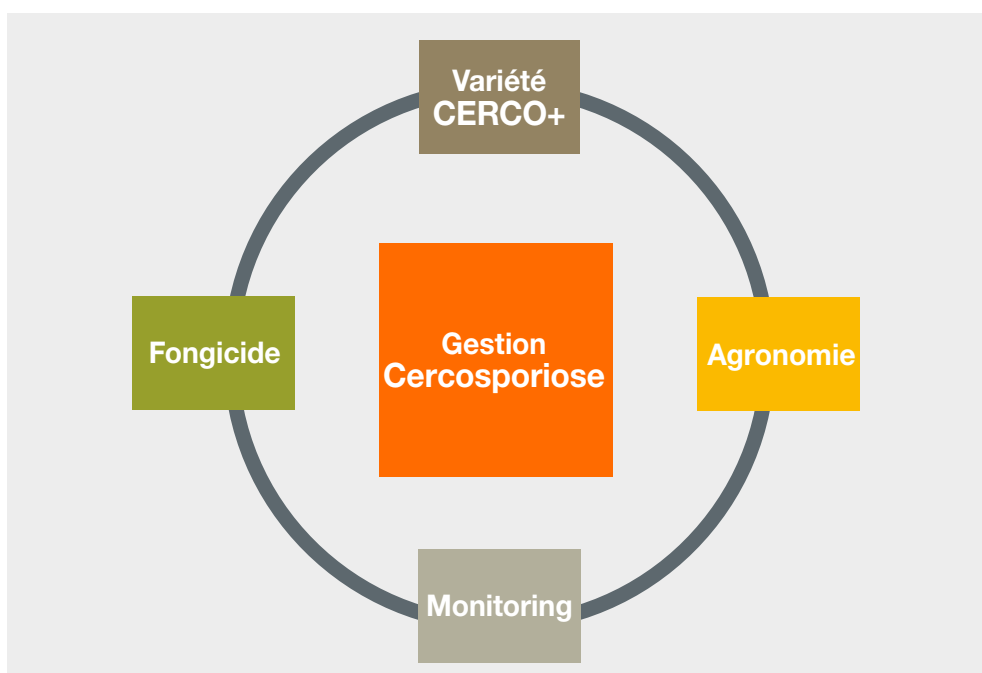 Variété
CERCO+
Fongicide
Gestion
Cercosporiose
Agronomie
Monitoring